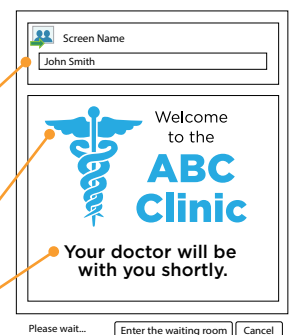 Screen Name
John Smith
Welcome
to the
ABC
Clinic
Your doctor will be
with you shortly.
Please wait... Enter the waiting room Cancel